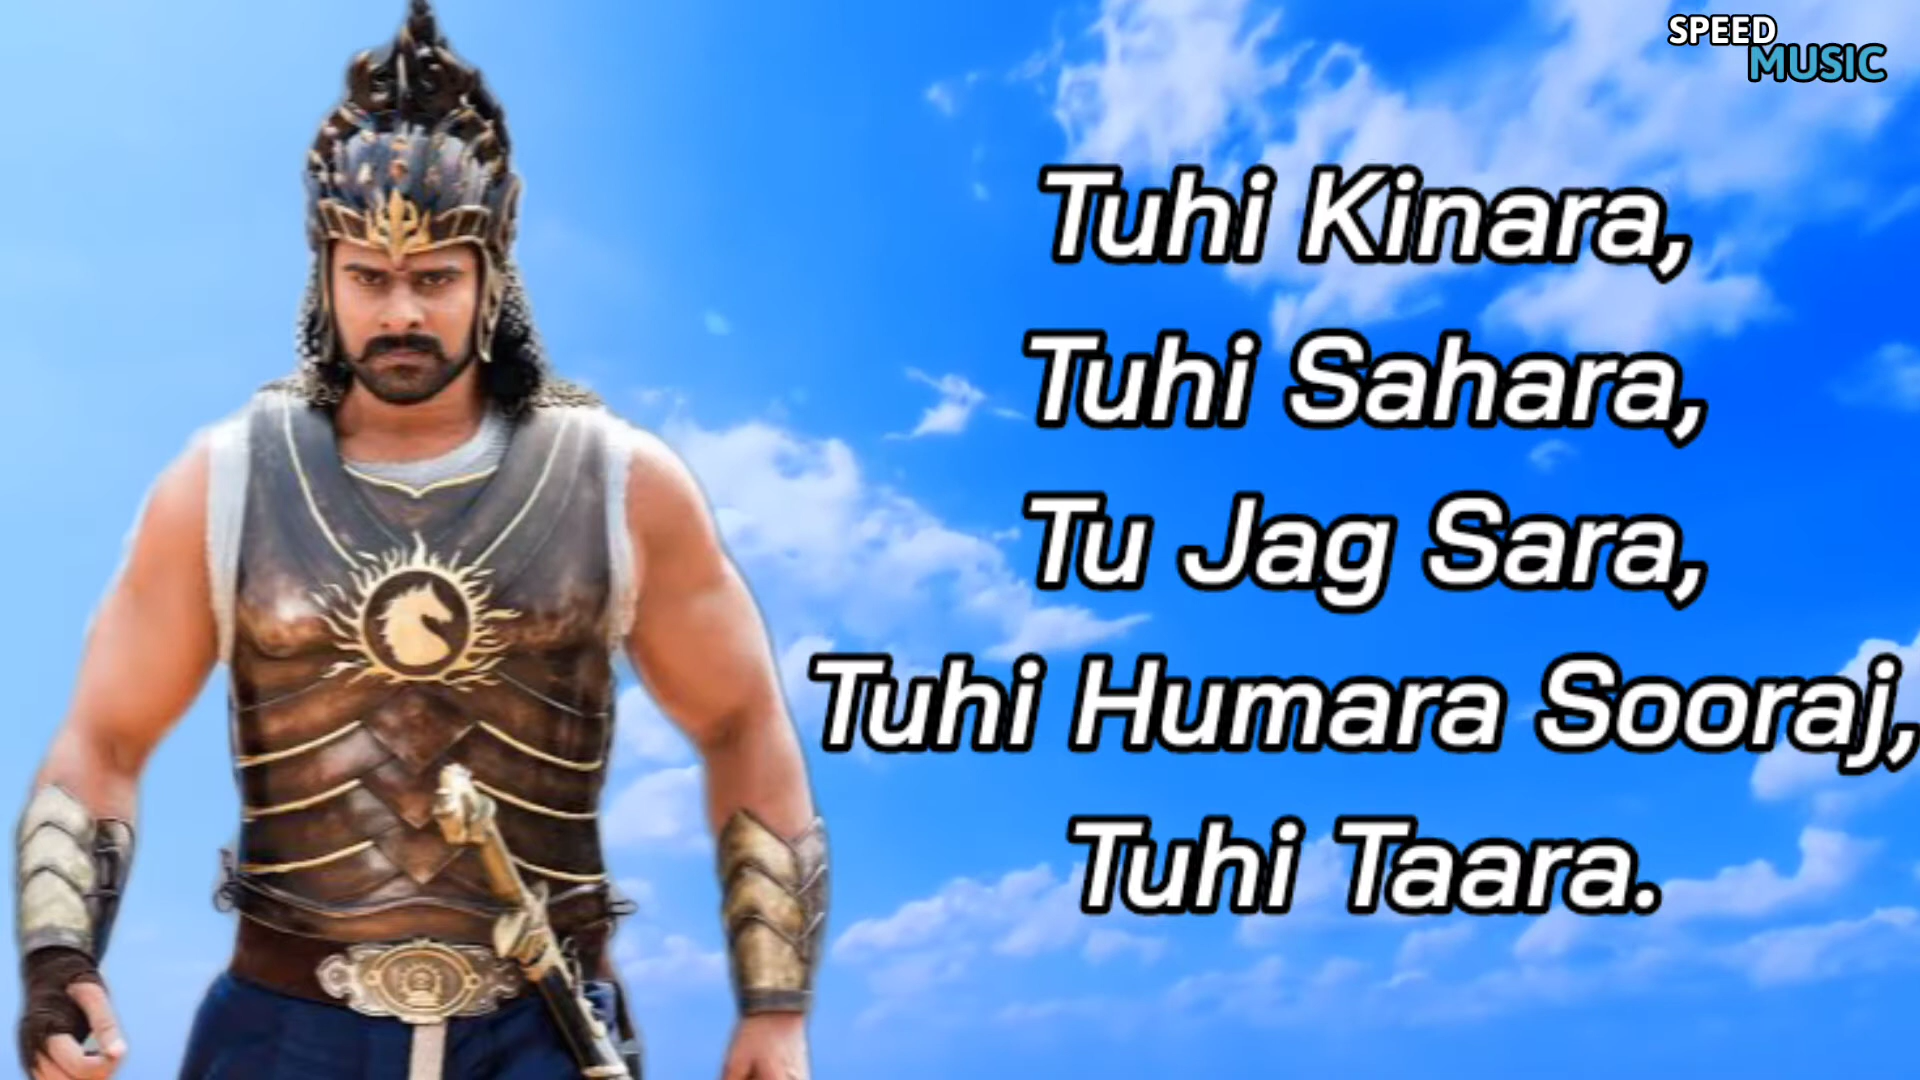 SPEED
MUSIC
Tuhi Kinara,
Tuhi Sahara,
Tu Jag Sara,
Tuhi Humara Sooraj,
Tuhi Taara.